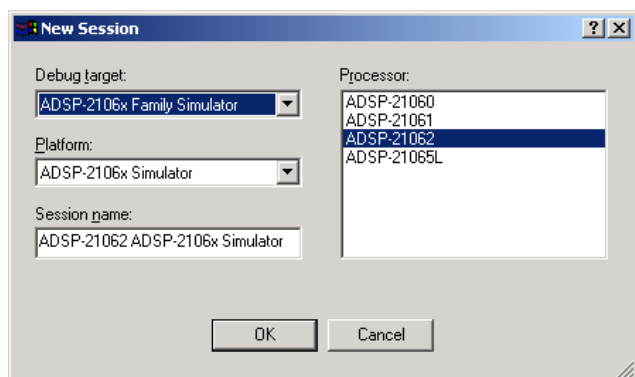 New Session
Debug target:
ADSP-2106x Family Simulator
Platform:
ADSP-2106x Simulator
Session name:
ADSP-21062 ADSP-2106x Simulator
Processor:
ADSP-21060
ADSP-21061
ADSP-21062
ADSP-21065L
OK
Cancel